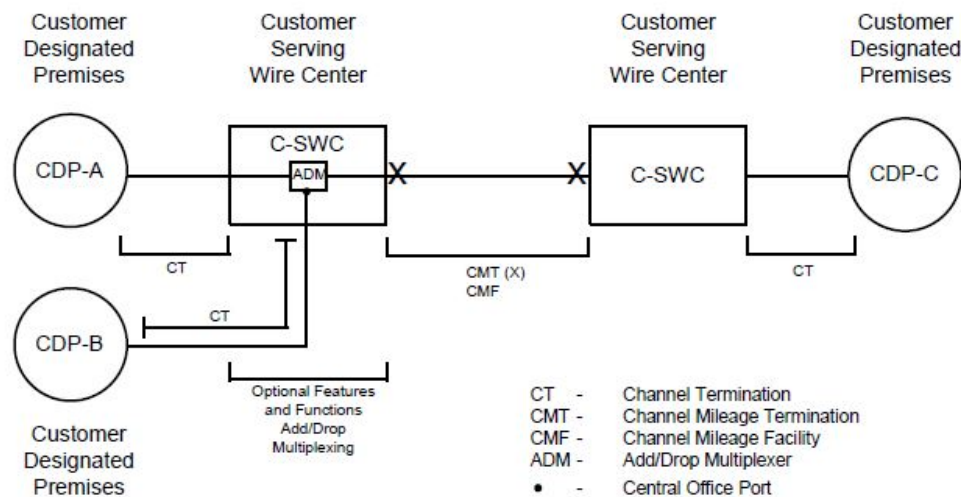 Customer
Designated
Premises
Customer
Serving
Wire Center
Customer
Serving
Wire Center
Customer
Designated
Premises
CDP-A
C-SWC
ADM
X
X
C-SWC
CDP-C
CT
CMT (X)
CMF
CT
CT
CDP-B
Optional Features
and Functions
Add/Drop
Multiplexing
Customer
Designated
Premises
CT - Channel Termination
CMT - Channel Mileage Termination
CMF - Channel Mileage Facility
ADM - Add/Drop Multiplexer
• - Central Office Port